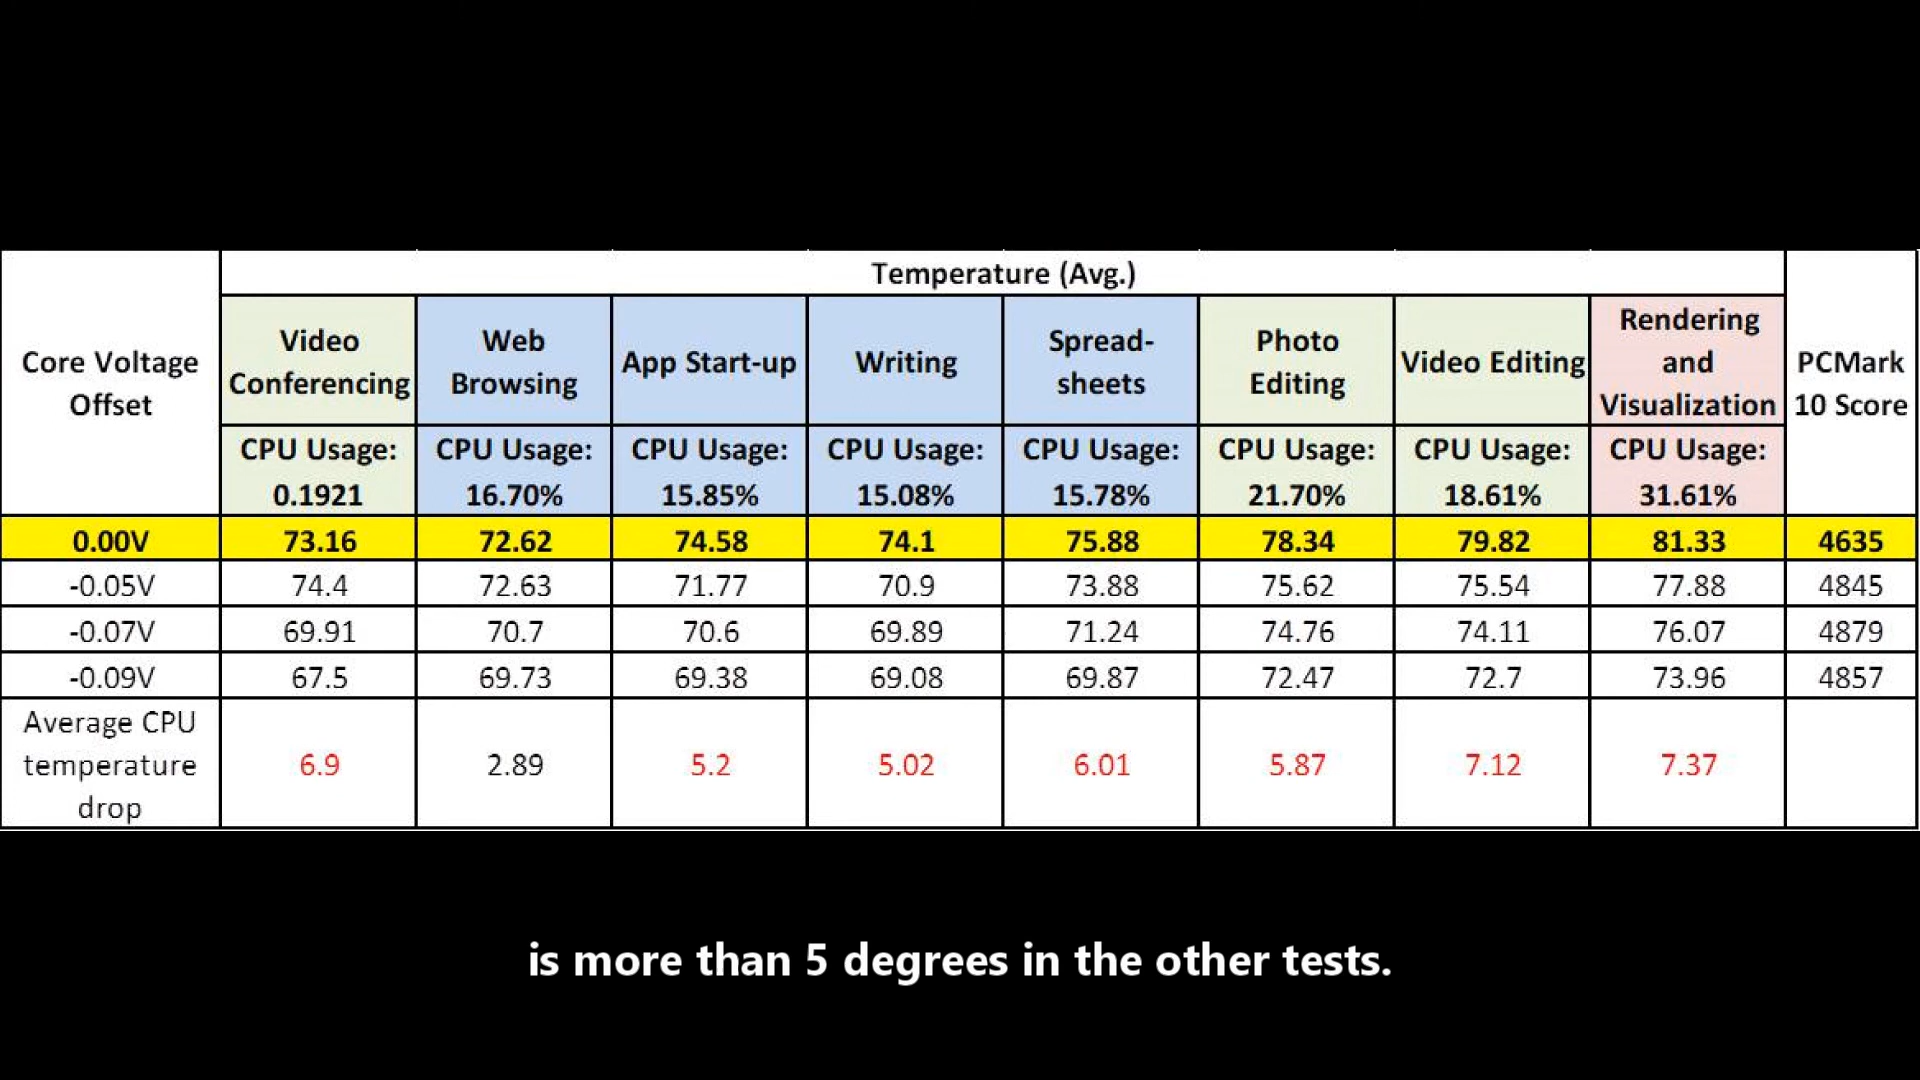 Temperature (Avg.)
Core Voltage
Offset
Video
Conferencing
Web
Browsing
App Start-up
Writing
Spread-
sheets
Photo
Editing
Video Editing
Rendering
and
Visualization
PCMark
10 Score
CPU Usage:
0.1921
CPU Usage:
16.70%
CPU Usage:
15.85%
CPU Usage:
15.08%
CPU Usage:
15.78%
CPU Usage:
21.70%
CPU Usage:
18.61%
CPU Usage:
31.61%
0.00V 73.16 72.62 74.58 74.1 75.88 78.34 79.82 81.33 4635
-0.05V 74.4 72.63 71.77 70.9 73.88 75.62 75.54 77.88 4845
-0.07V 69.91 70.7 70.6 69.89 71.24 74.76 74.11 76.07 4879
-0.09V 67.5 69.73 69.38 69.08 69.87 72.47 72.7 73.96 4857
Average CPU
temperature
drop
6.9 2.89 5.2 5.02 6.01 5.87 7.12 7.37
is more than 5 degrees in the other tests.